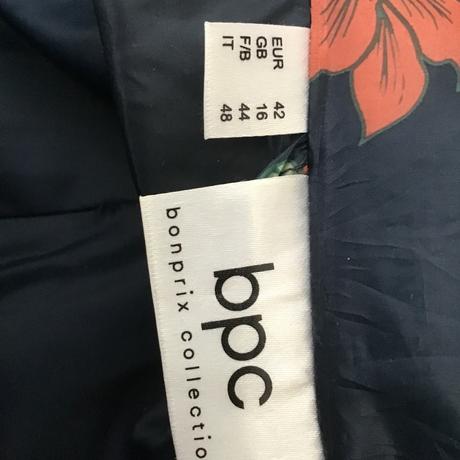 EUR 42
GB 16
F/B 44
IT 48
bpc
bonprix collectio